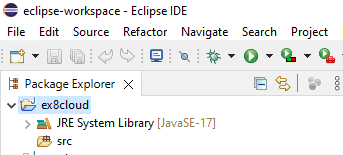 eclipse-workspace - Eclipse IDE
File Edit Source Refactor Navigate Search Project Ru
Package Explorer
ex8cloud
JRE System Library [JavaSE-17]
src